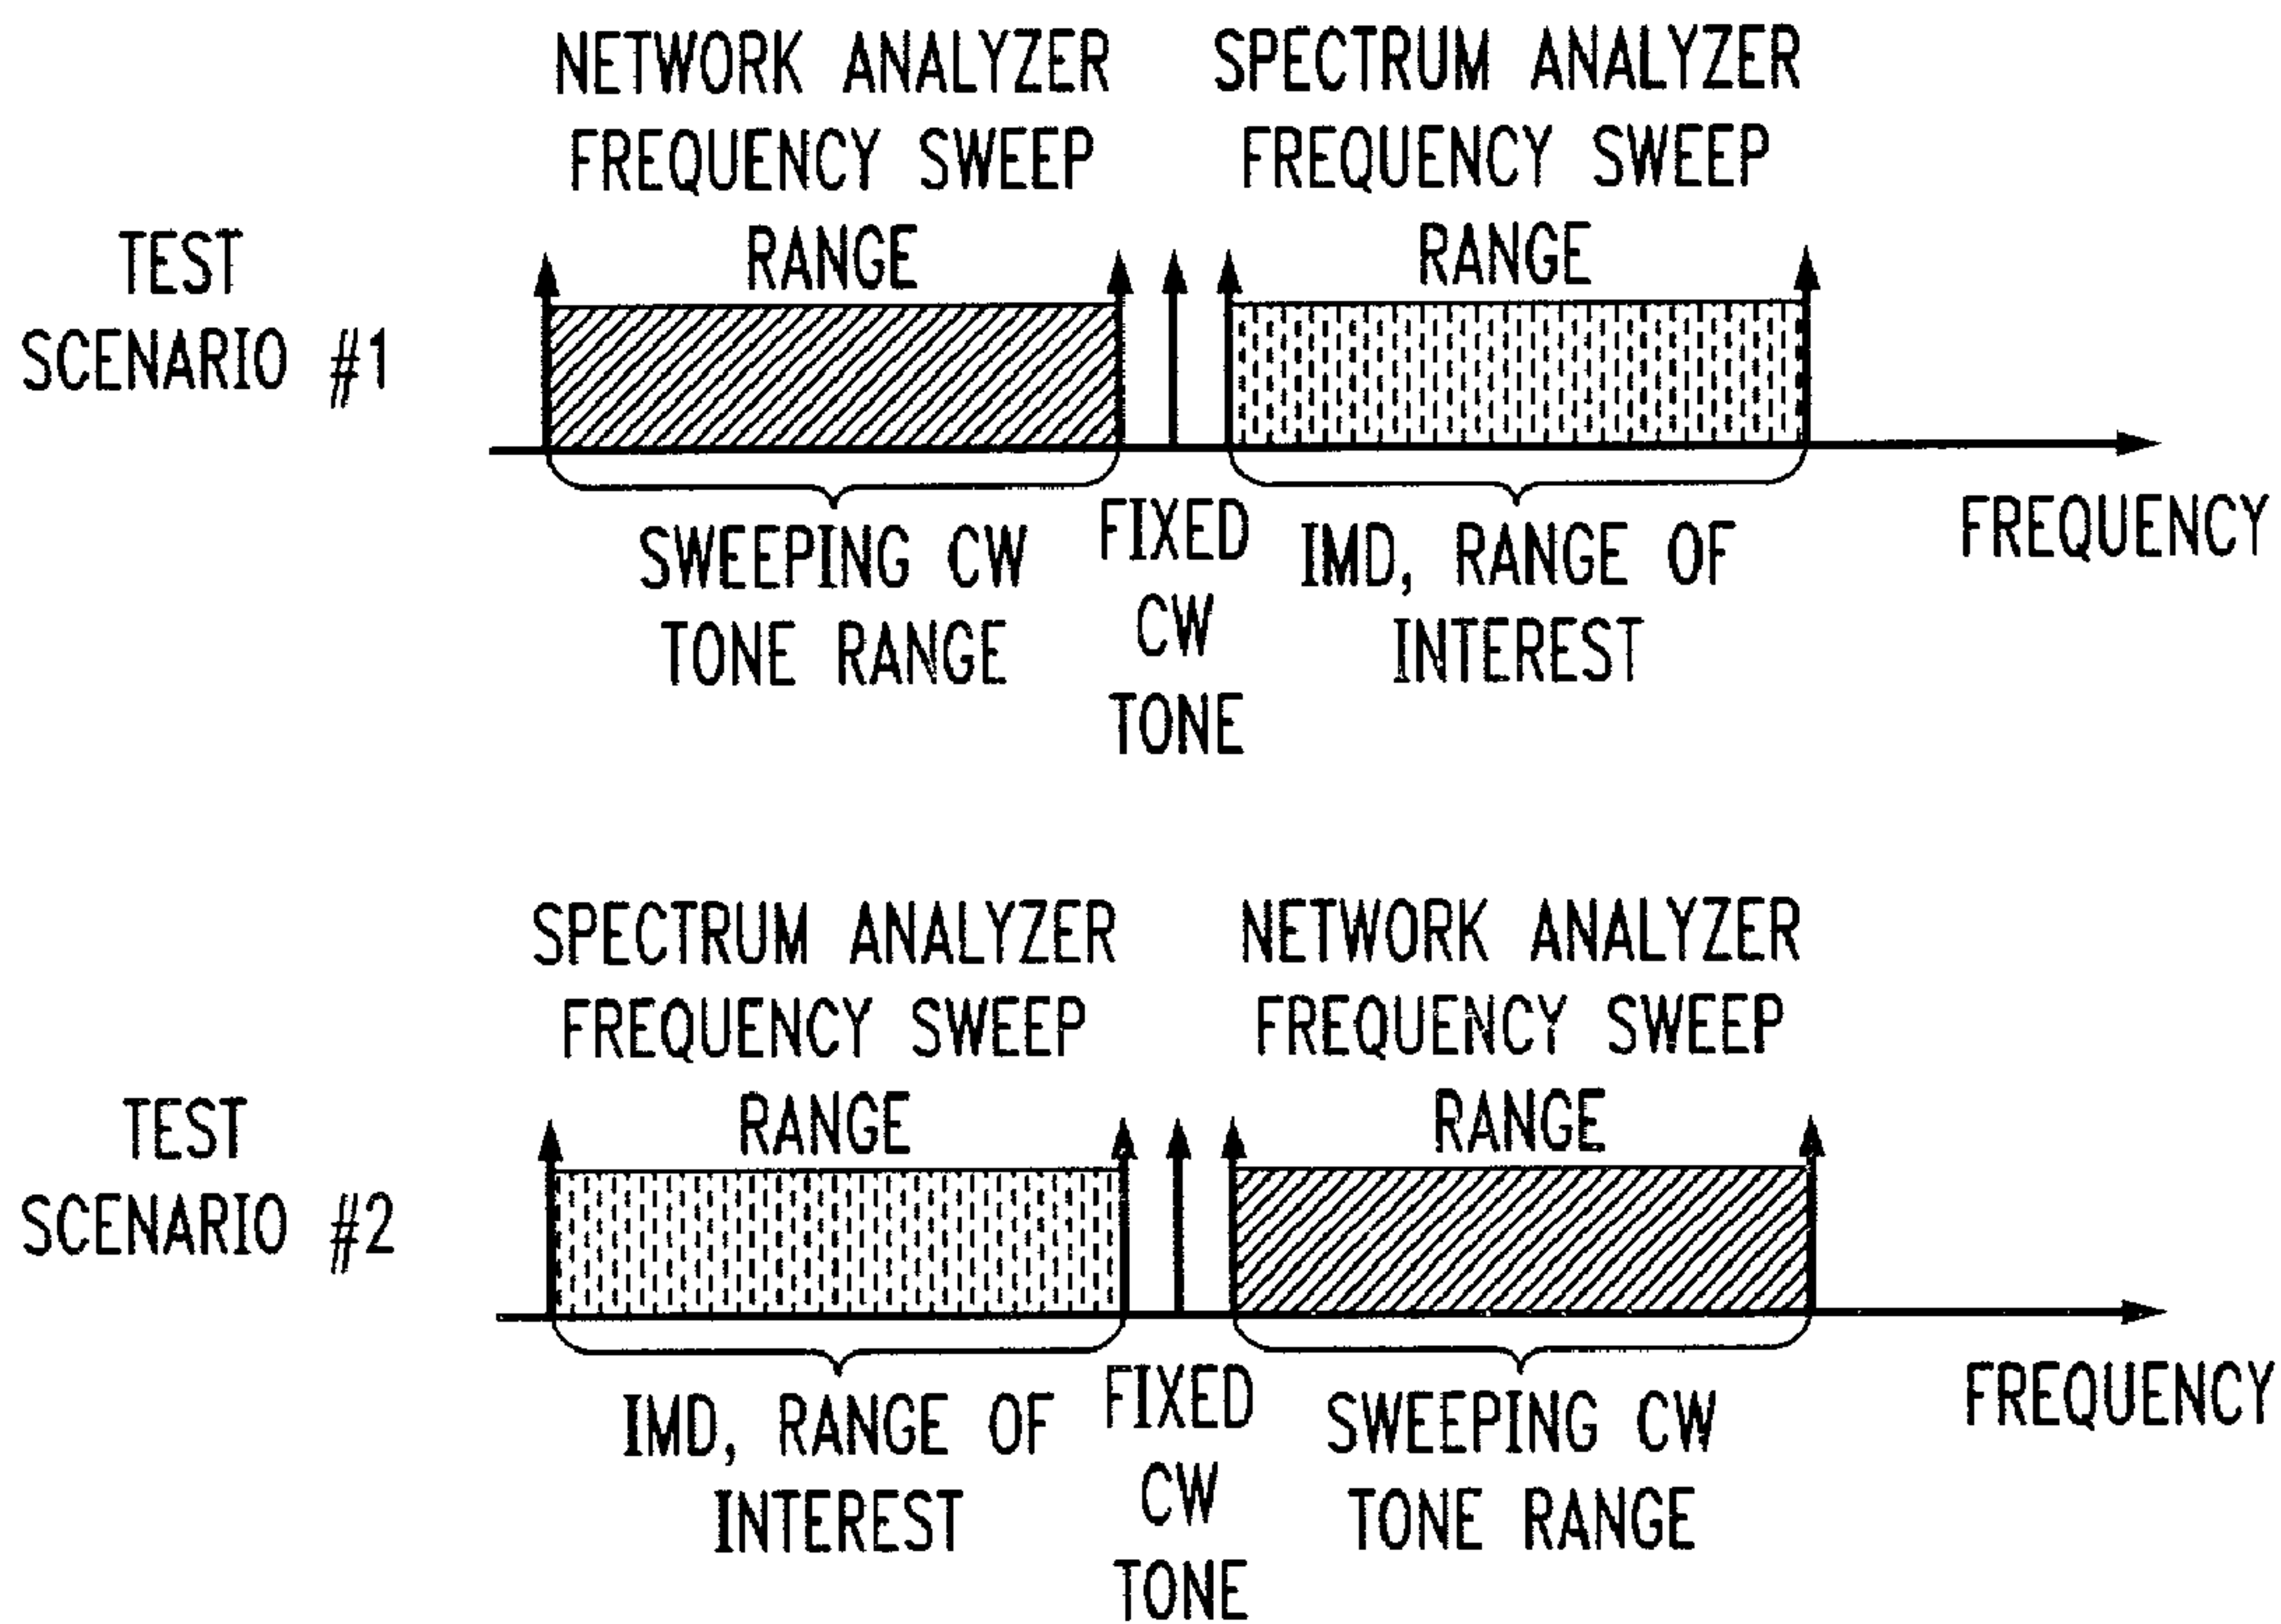 NETWORK ANALYZER
FREQUENCY SWEEP
RANGE
SPECTRUM ANALYZER
FREQUENCY SWEEP
RANGE
TEST
SCENARIO #1
SWEEPING CW
TONE RANGE
FIXED
CW
TONE
IMD, RANGE OF
INTEREST
FREQUENCY
SPECTRUM ANALYZER
FREQUENCY SWEEP
RANGE
NETWORK ANALYZER
FREQUENCY SWEEP
RANGE
TEST
SCENARIO #2
IMD, RANGE OF
INTEREST
FIXED
CW
TONE
SWEEPING CW
TONE RANGE
FREQUENCY